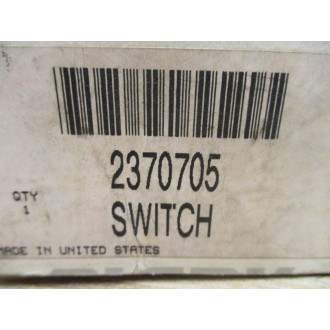 2370705
QTY
1
SWITCH
MADE IN UNITED STATES